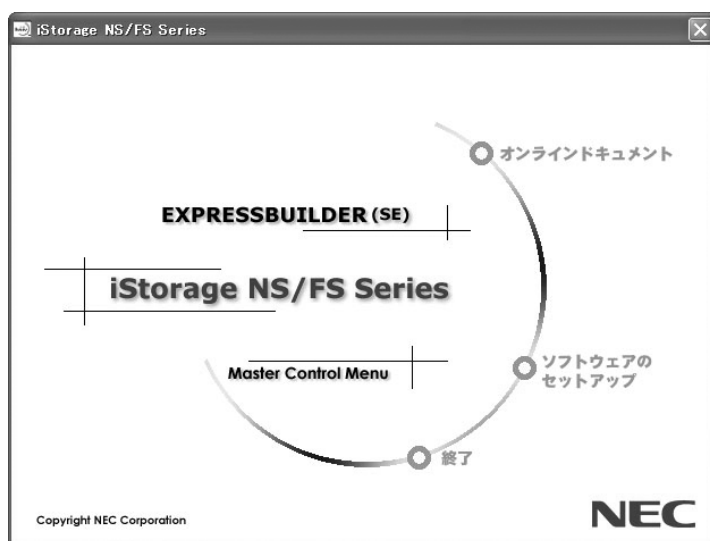 iStorage NS/FS Series
オンラインドキュメント
EXPRESSBUILDER (SE)
iStorage NS/FS Series
Master Control Menu
ソフトウェアの
セットアップ
終了
Copyright NEC Corporation
NEC